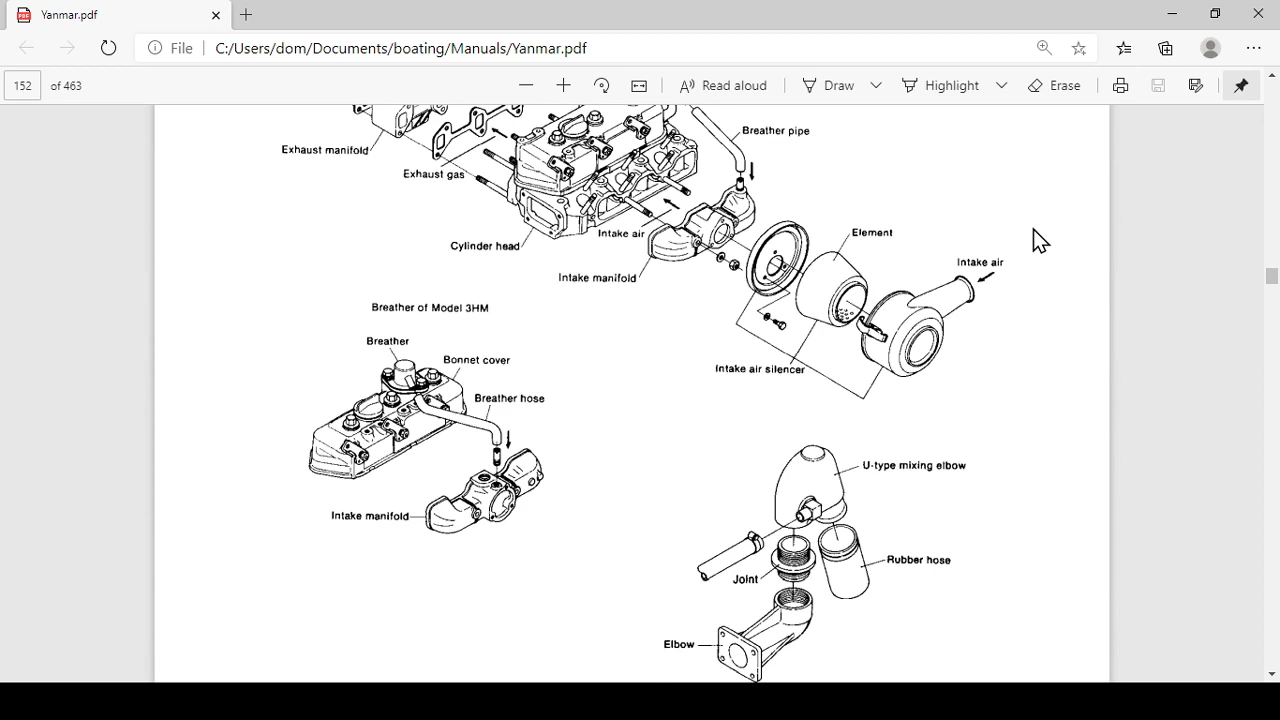 Yanmar.pdf
File
C:/Users/dom/Documents/boating/Manuals/Yanmar.pdf
152 of 463
Read aloud
Draw
Highlight
Erase
Breather pipe
Exhaust manifold
Exhaust gas
Intake air
Element
Cylinder head
Intake air
Intake manifold
Breather of Model 3HM
Breather
Bonnet cover
Intake air silencer
Breather hose
U-type mixing elbow
Intake manifold
Rubber hose
Joint
Elbow